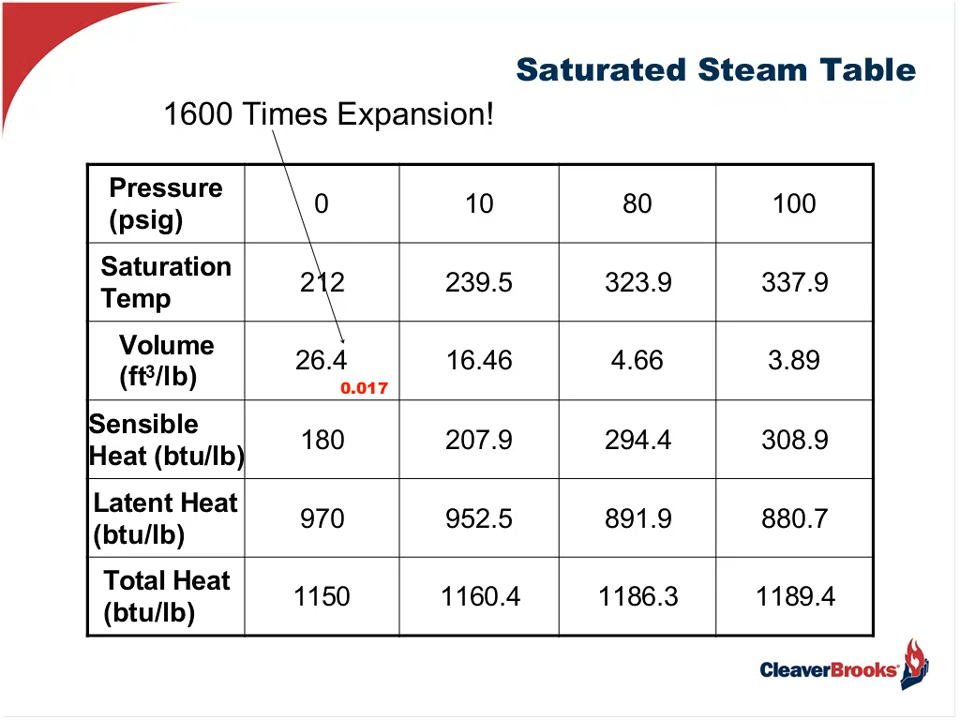 Saturated Steam Table
1600 Times Expansion!
Pressure (psig) 0 10 80 100
Saturation Temp 212 239.5 323.9 337.9
Volume (ft³/lb) 26.4 0.017 16.46 4.66 3.89
Sensible Heat (btu/lb) 180 207.9 294.4 308.9
Latent Heat (btu/lb) 970 952.5 891.9 880.7
Total Heat (btu/lb) 1150 1160.4 1186.3 1189.4
CleaverBrooks®